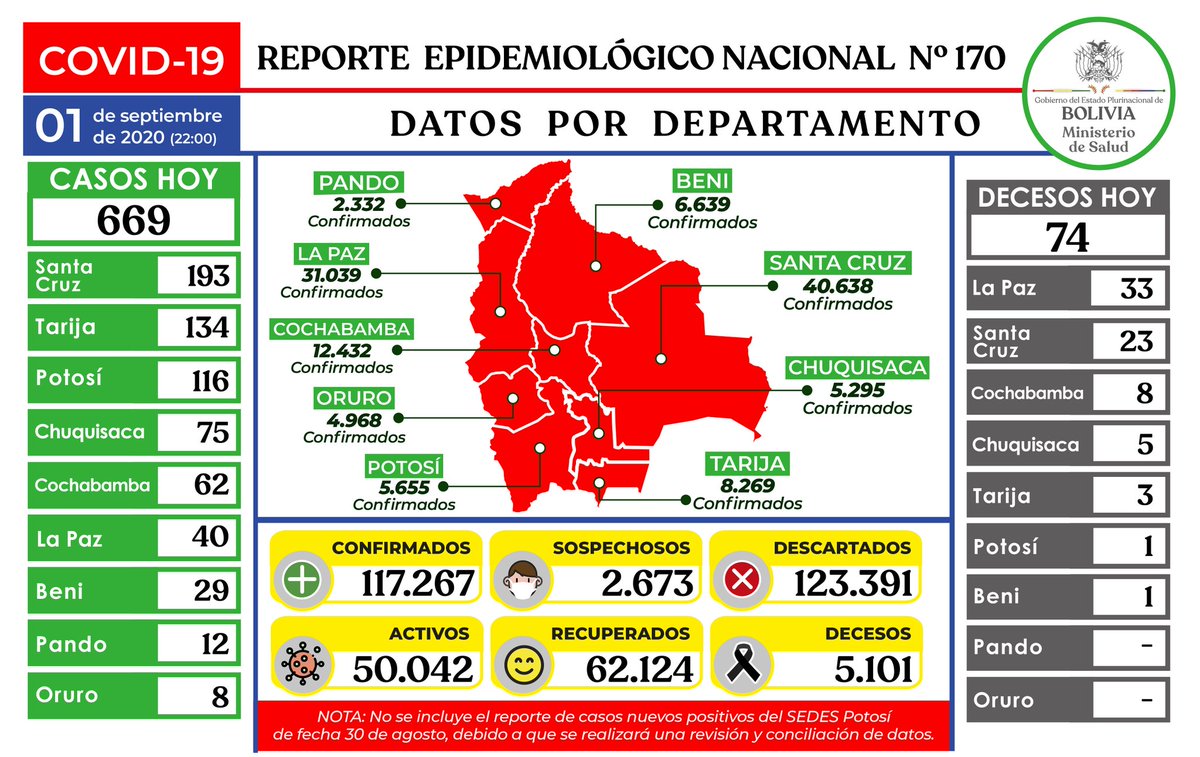 COVID-19
REPORTE EPIDEMIOLÓGICO NACIONAL Nº 170
01 de septiembre
de 2020 (22:00)
DATOS POR DEPARTAMENTO
Gobierno del Estado Plurinacional de
BOLIVIA
Ministerio
de Salud
CASOS HOY
669
Santa
Cruz 193
Tarija 134
Potosí 116
Chuquisaca 75
Cochabamba 62
La Paz 40
Beni 29
Pando 12
Oruro 8
PANDO
2.332
Confirmados
LA PAZ
31.039
Confirmados
COCHABAMBA
12.432
Confirmados
ORURO
4.968
Confirmados
POTOSÍ
5.655
Confirmados
BENI
6.639
Confirmados
SANTA CRUZ
40.638
Confirmados
CHUQUISACA
5.295
Confirmados
TARIJA
8.269
Confirmados
CONFIRMADOS
117.267
SOSPECHOSOS
2.673
DESCARTADOS
123.391
ACTIVOS
50.042
RECUPERADOS
62.124
DECESOS
5.101
NOTA: No se incluye el reporte de casos nuevos positivos del SEDES Potosí
de fecha 30 de agosto, debido a que se realizará una revisión y conciliación de datos.
DECESOS HOY
74
La Paz 33
Santa
Cruz 23
Cochabamba 8
Chuquisaca 5
Tarija 3
Potosí 1
Beni 1
Pando -
Oruro -